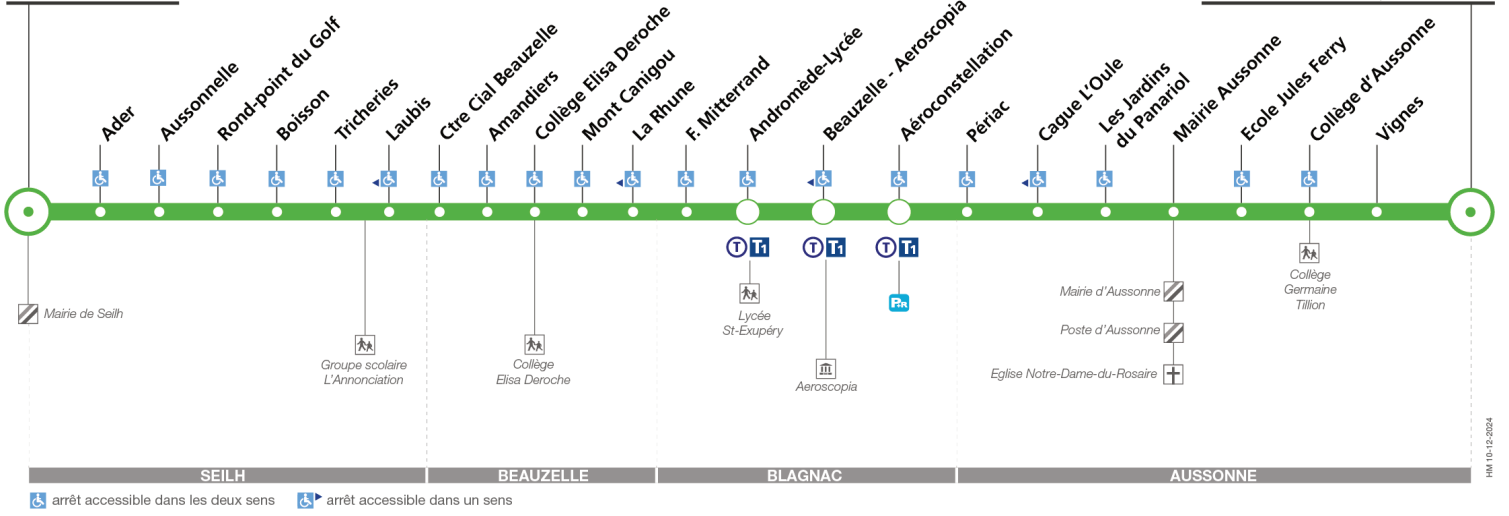 Ader
Aussonnelle
Rond-point du Golf
Boisson
Tricheries
Laubis
Ctre Cial Beauzelle
Amandiers
Collège Elisa Deroche
Mont Canigou
La Rhune
F. Mitterrand
Andromède-Lycée
Beauzelle - Aeroscopia
Aéroconstellation
Périac
Cague L'Oule
Les Jardins
du Panariol
Mairie Aussonne
Ecole Jules Ferry
Collège d'Aussonne
Vignes
T T1
T T1
T T1
P+R
Mairie de Seilh
Groupe scolaire
L'Annonciation
Collège
Elisa Deroche
Lycée
St-Exupéry
Aeroscopia
Mairie d'Aussonne
Poste d'Aussonne
Eglise Notre-Dame-du-Rosaire
Collège
Germaine
Tillion
HM 10-12-2024
SEILH
BEAUZELLE
BLAGNAC
AUSSONNE
arrêt accessible dans les deux sens
arrêt accessible dans un sens